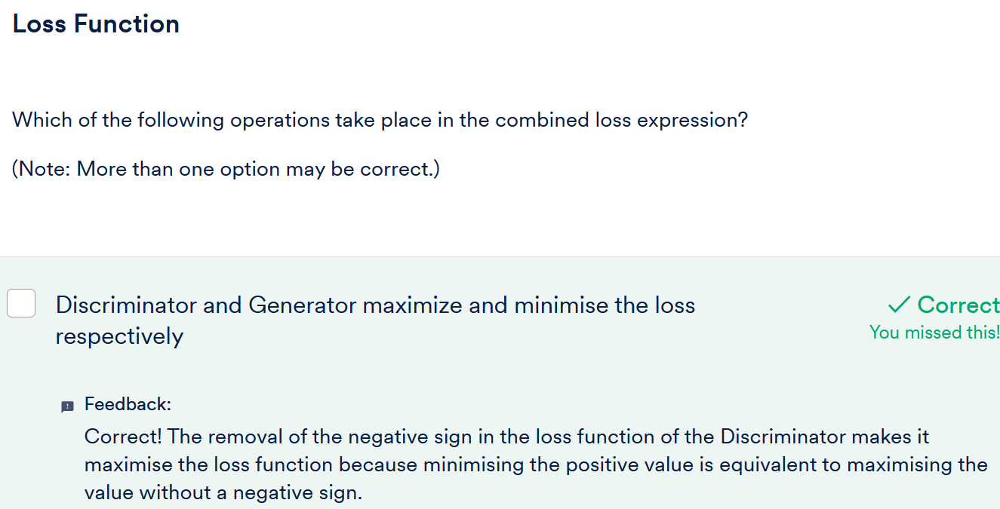 Loss Function
Which of the following operations take place in the combined loss expression?
(Note: More than one option may be correct.)
Discriminator and Generator maximize and minimise the loss
respectively
Correct
You missed this!
Feedback:
Correct! The removal of the negative sign in the loss function of the Discriminator makes it
maximise the loss function because minimising the positive value is equivalent to maximising the
value without a negative sign.